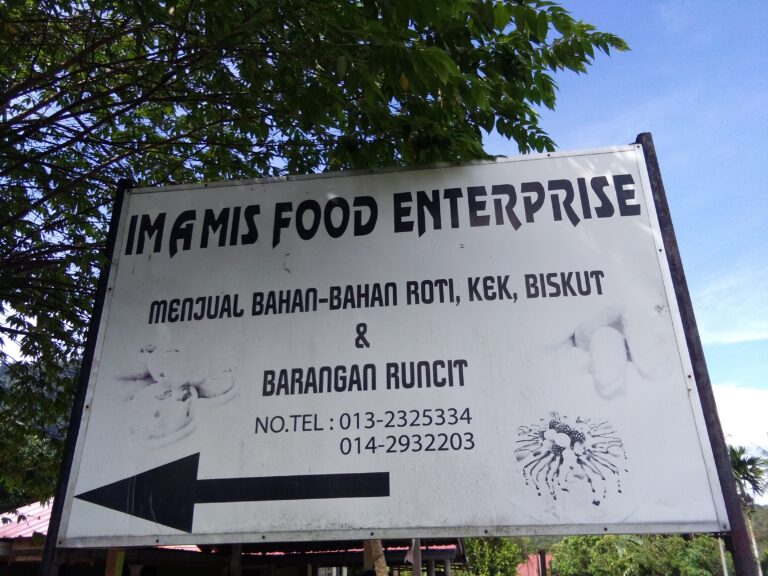 IMAMIS FOOD ENTERPRISE
MENJUAL BAHAN-BAHAN ROTI, KEK, BISKUT
&
BARANGAN RUNCIT
NO.TEL : 013-2325334
014-2932203